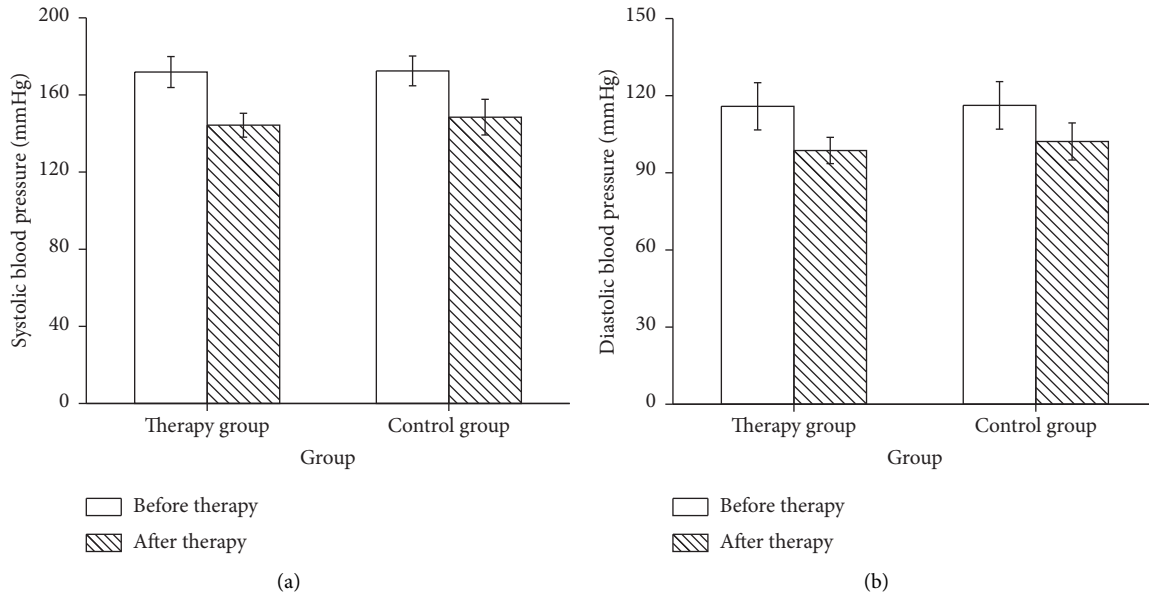 Systolic blood pressure (mmHg)
200
160
120
80
40
0
Therapy group
Control group
Group
Before therapy
After therapy
(a)
Diastolic blood pressure (mmHg)
150
120
90
60
30
0
Therapy group
Control group
Group
Before therapy
After therapy
(b)